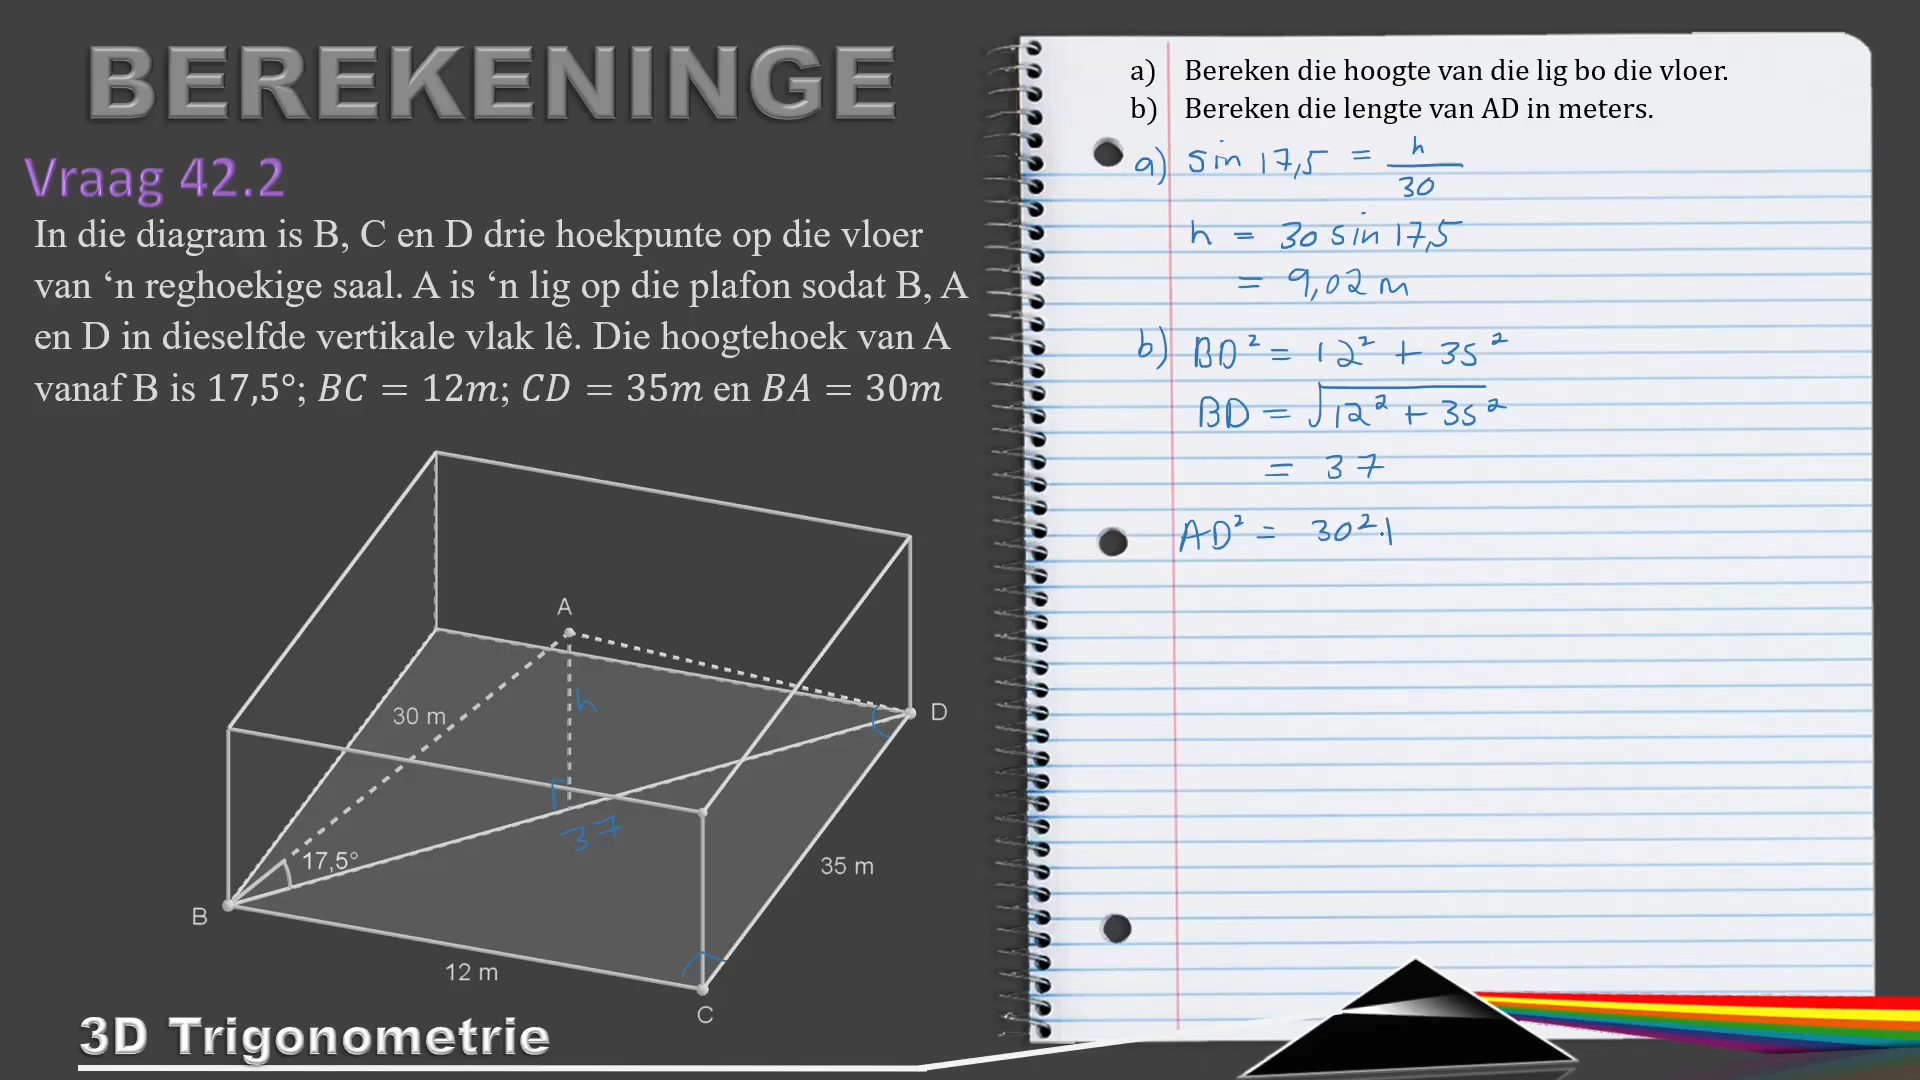 BEREKENINGE
Vraag 42.2
In die diagram is B, C en D drie hoekpunte op die vloer
van ‘n reghoekige saal. A is ‘n lig op die plafon sodat B, A
en D in dieselfde vertikale vlak lê. Die hoogtehoek van A
vanaf B is 17,5°; BC = 12m; CD = 35m en BA = 30m
A
30 m
h
D
37
17,5°
35 m
B
12 m
C
3D Trigonometrie
a) Bereken die hoogte van die lig bo die vloer.
b) Bereken die lengte van AD in meters.
a) sin 17,5 = h/30
h = 30 sin 17,5
= 9,02 m
b) BD² = 12² + 35²
BD = √12² + 35²
= 37
AD² = 30².1